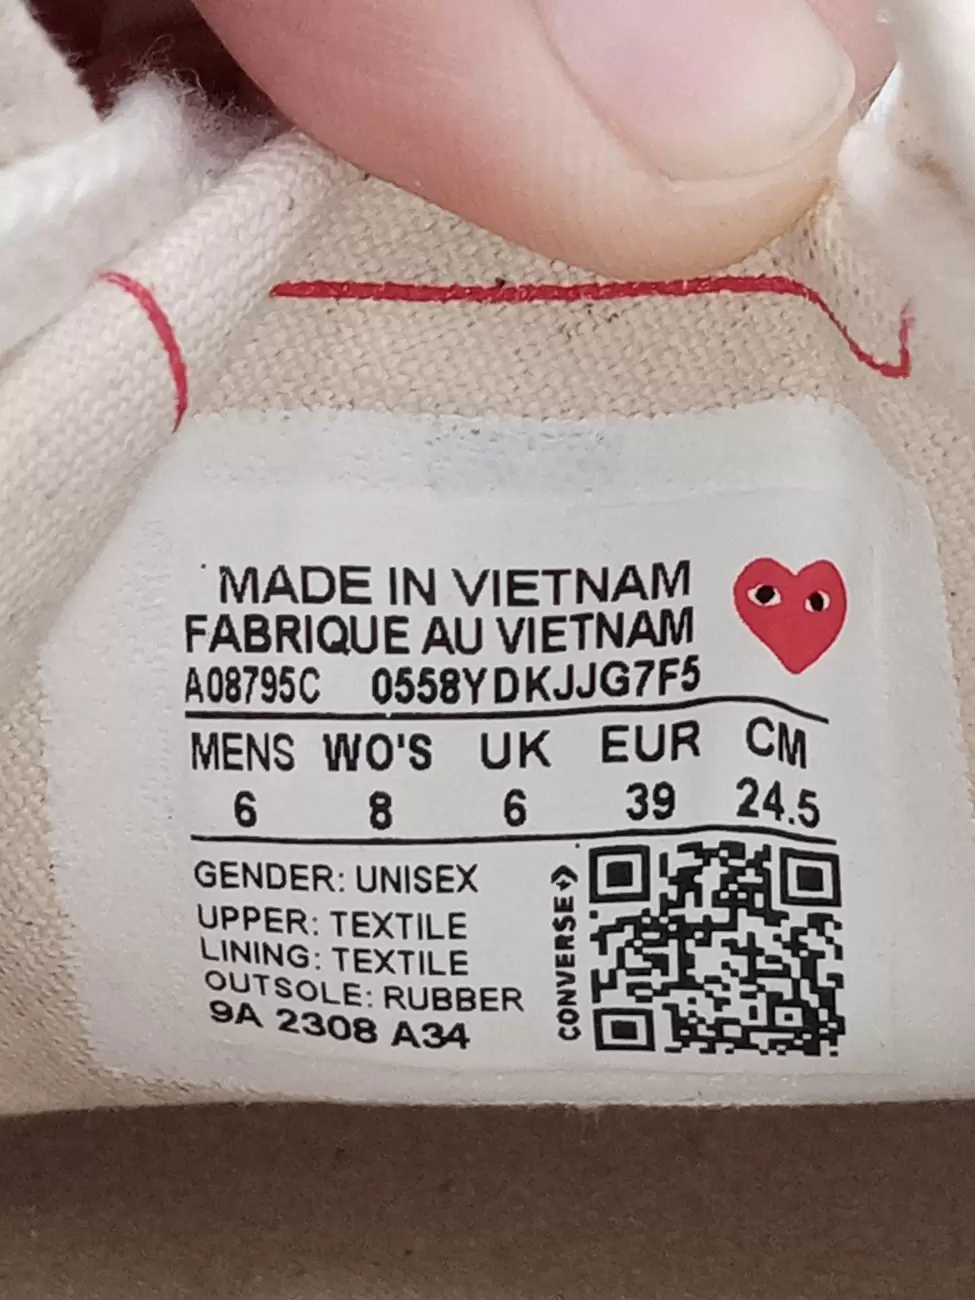 MADE IN VIETNAM
FABRIQUE AU VIETNAM
A08795C 0558YDKJJG7F5
MENS WO'S UK EUR CM
6 8 6 39 24.5
GENDER: UNISEX
UPPER: TEXTILE
LINING: TEXTILE
OUTSOLE: RUBBER
9A 2308 A34
CONVERSE